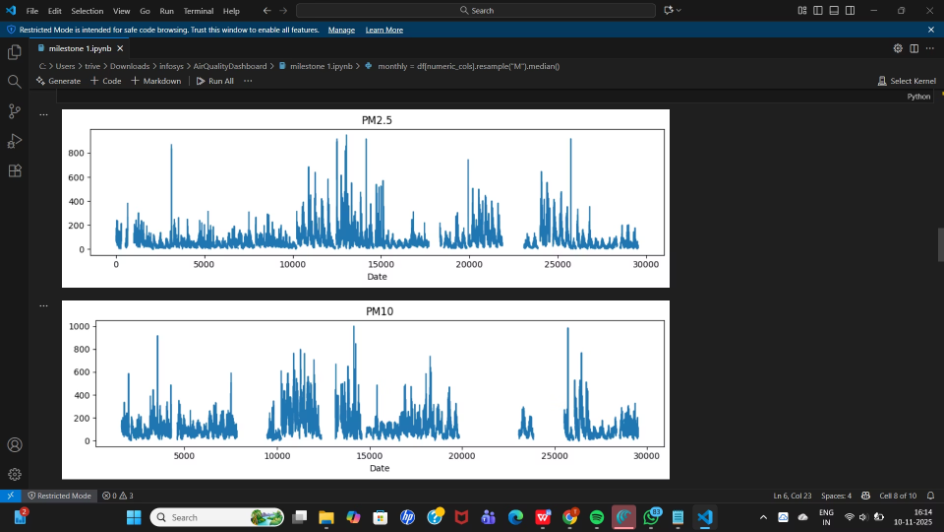 File Edit Selection View Go Run Terminal Help Search
Restricted Mode is intended for safe code browsing. Trust this window to enable all features. Manage Learn More
milestone 1.ipynb
C: > Users > trive > Downloads > infosys > AirQualityDashboard > milestone 1.ipynb > monthly = df[numeric_cols].resample("M").median()
Generate + Code + Markdown Run All ... Select Kernel
Python
...
PM2.5
800
600
400
200
0
0 5000 10000 15000 20000 25000 30000
Date
...
PM10
1000
800
600
400
200
0
5000 10000 15000 20000 25000 30000
Date
Restricted Mode 0 3 Ln 6, Col 23 Spaces: 4 Cell 8 of 10
2 Search ENG 16:14
IN 10-11-2025